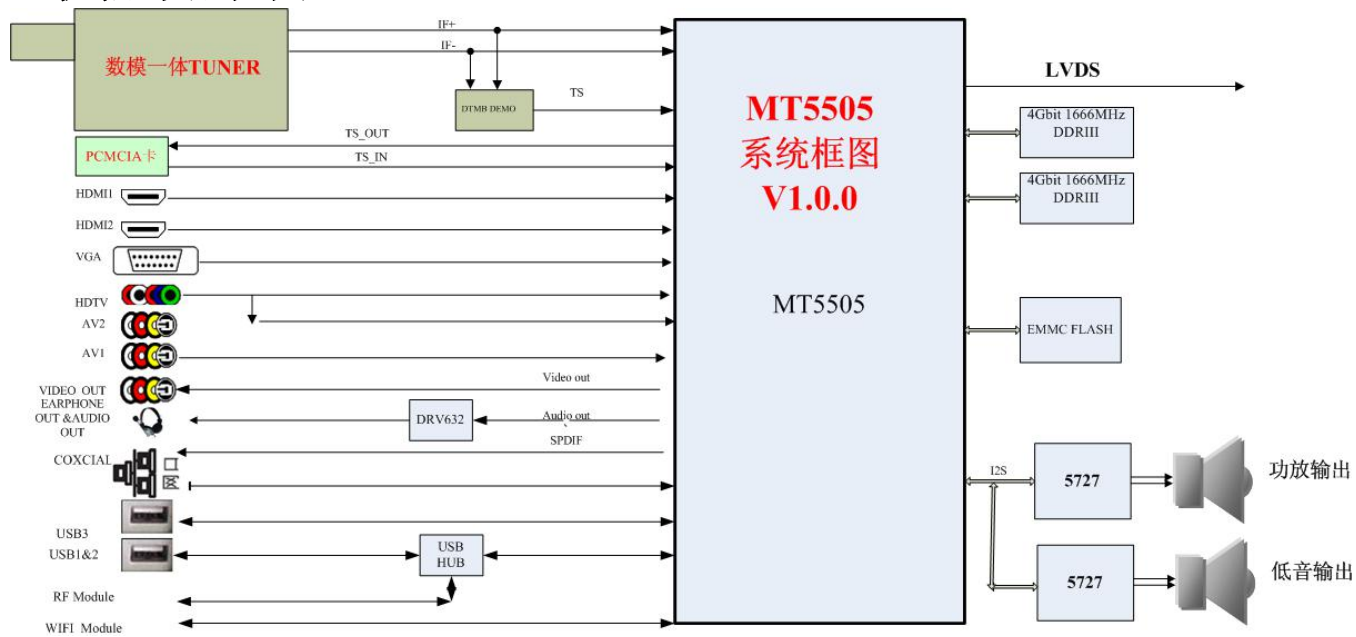 数模一体TUNER
IF+
IF-
DTMB DEMO
TS
PCMCIA卡
TS_OUT
TS_IN
HDMI1
HDMI2
VGA
HDTV
AV2
AV1
VIDEO OUT
EARPHONE
OUT &AUDIO
OUT
Video out
DRV632
Audio out
SPDIF
COXCIAL
USB3
USB1&2
USB
HUB
RF Module
WIFI Module
MT5505
系统框图
V1.0.0
MT5505
LVDS
4Gbit 1666MHz
DDRIII
4Gbit 1666MHz
DDRIII
EMMC FLASH
I2S
5727
功放输出
5727
低音输出